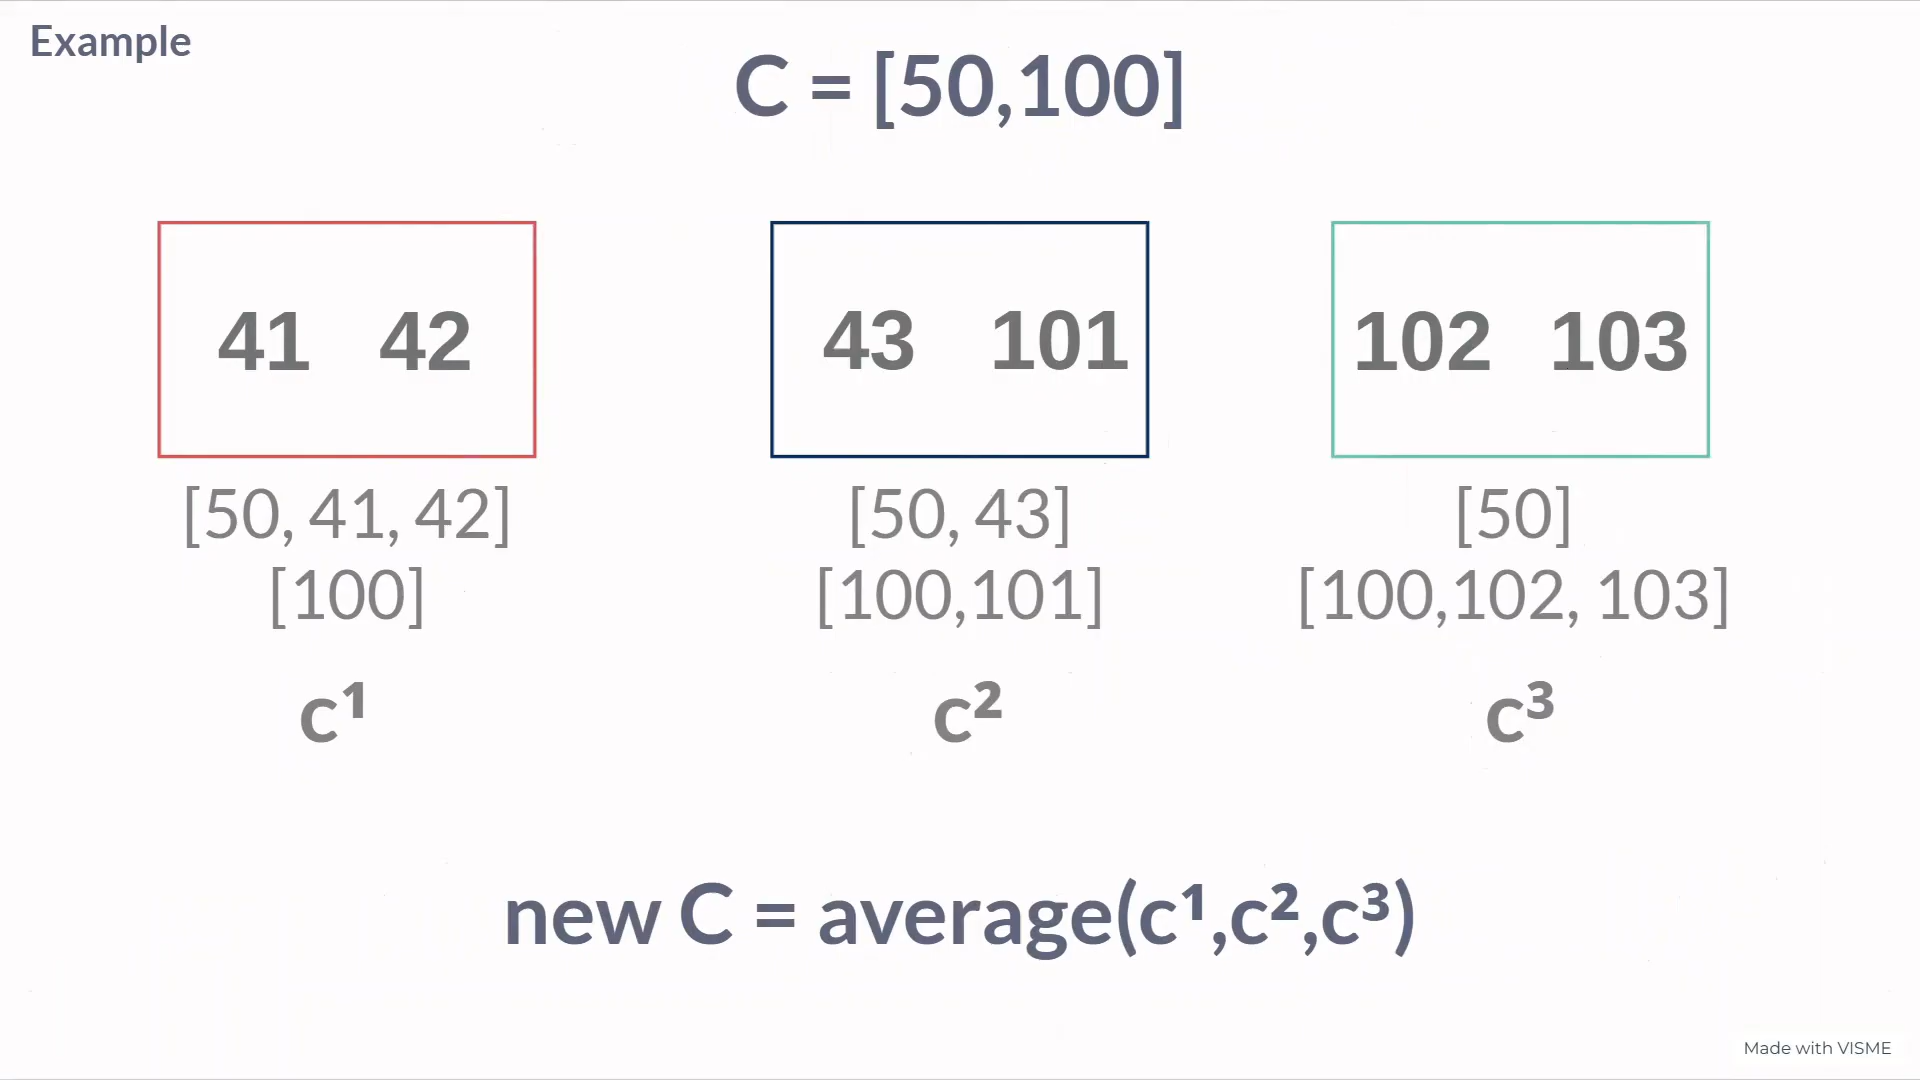 Example
C = [50,100]
41 42
43 101
102 103
[50, 41, 42]
[100]
[50, 43]
[100,101]
[50]
[100,102, 103]
c¹
c²
c³
new C = average(c¹,c²,c³)
Made with VISME